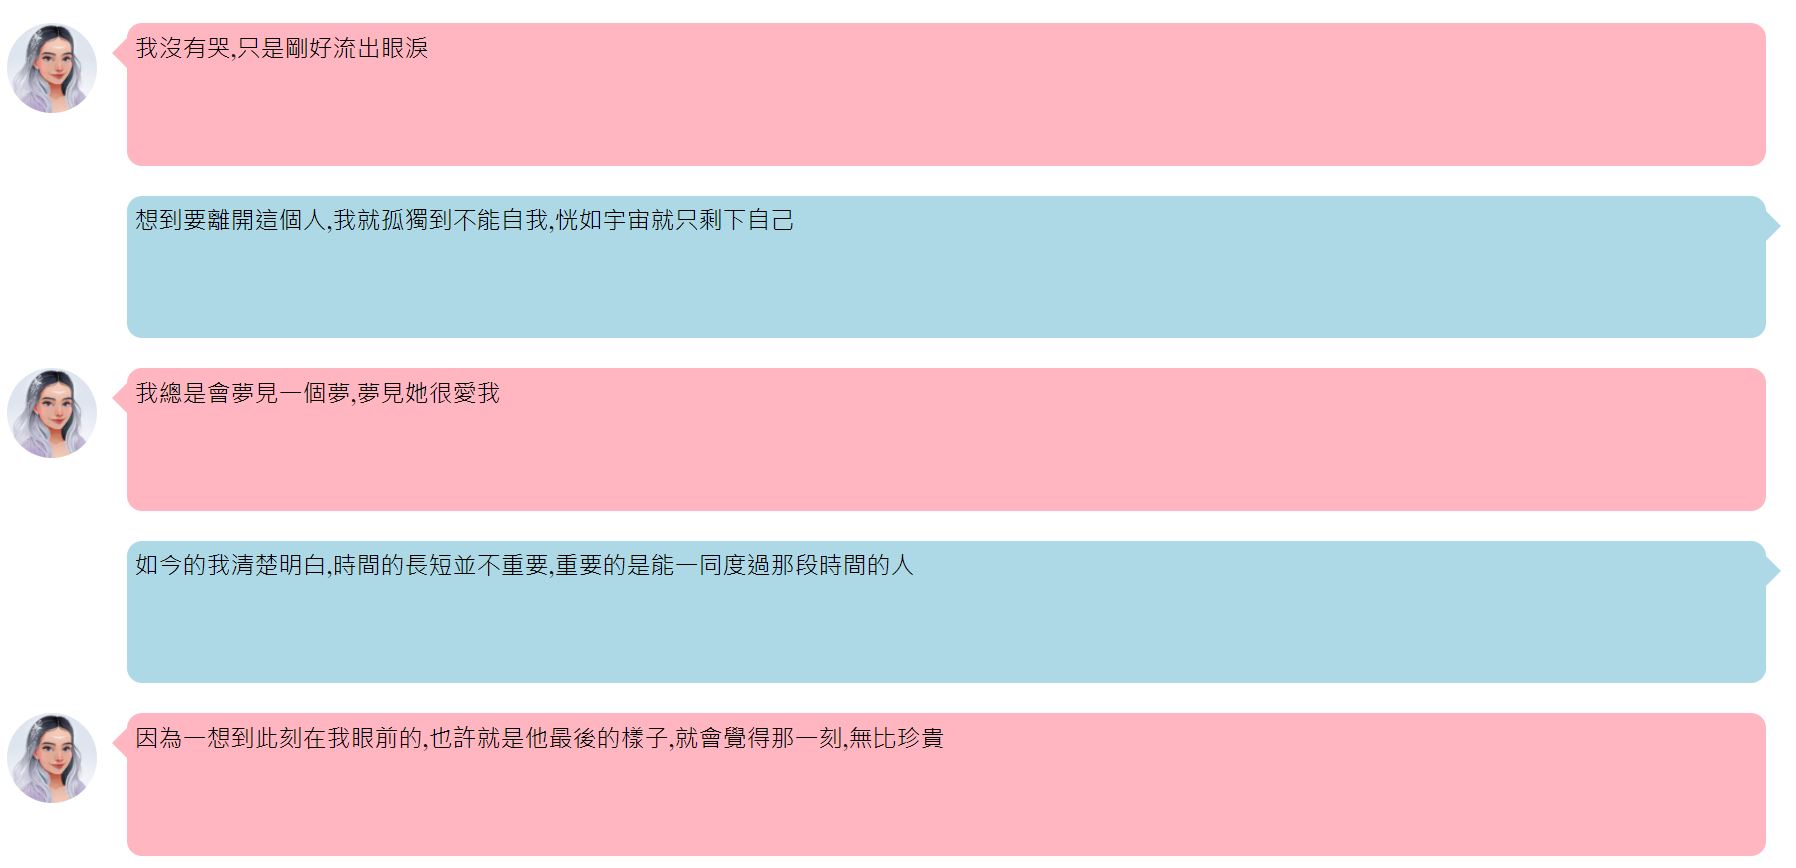 我沒有哭,只是剛好流出眼淚
想到要離開這個人,我就孤獨到不能自我,恍如宇宙就只剩下自己
我總是會夢見一個夢,夢見她很愛我
如今的我清楚明白,時間的長短並不重要,重要的是能一同度過那段時間的人
因為一想到此刻在我眼前的,也許就是他最後的樣子,就會覺得那一刻,無比珍貴